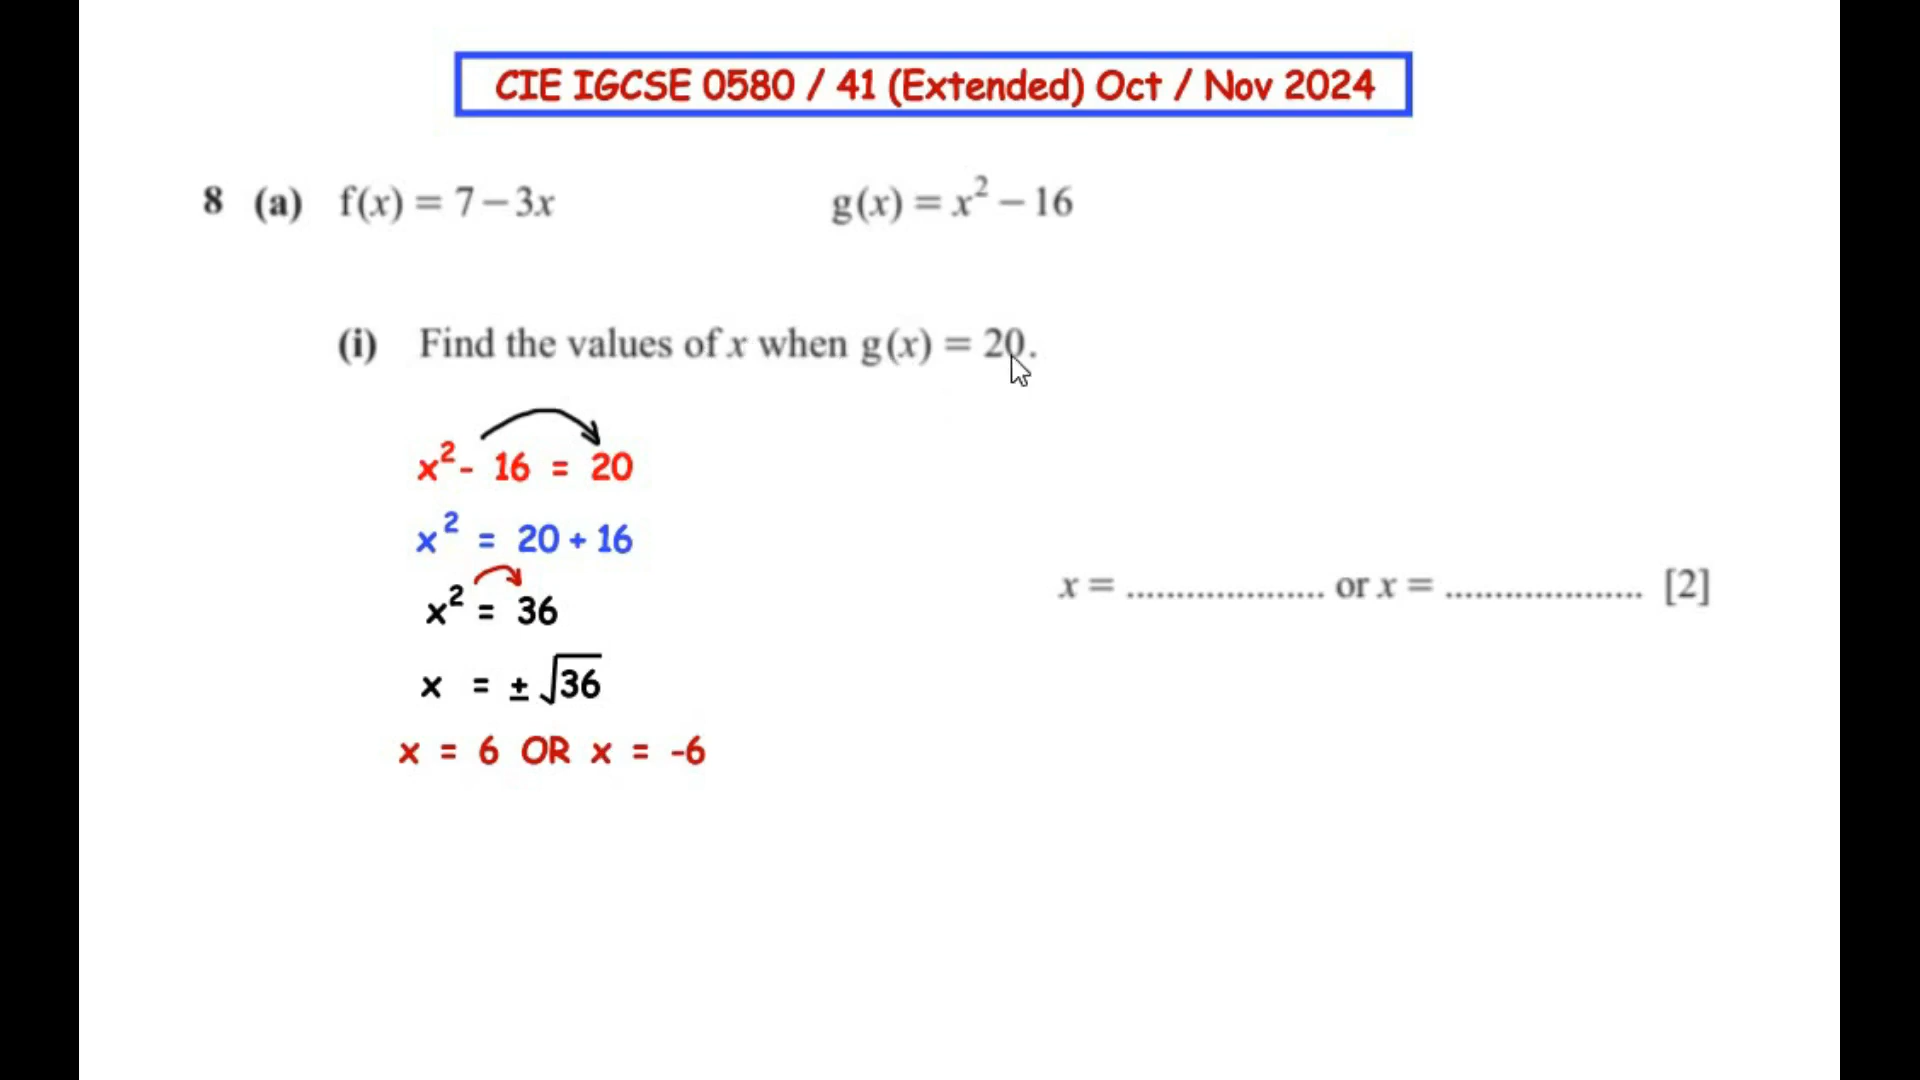 CIE IGCSE 0580 / 41 (Extended) Oct / Nov 2024
8 (a) f(x) = 7 − 3x g(x) = x² − 16
(i) Find the values of x when g(x) = 20.
x² - 16 = 20
x² = 20 + 16
x² = 36
x = ± √36
x = 6 OR x = -6
x = .................... or x = .................... [2]